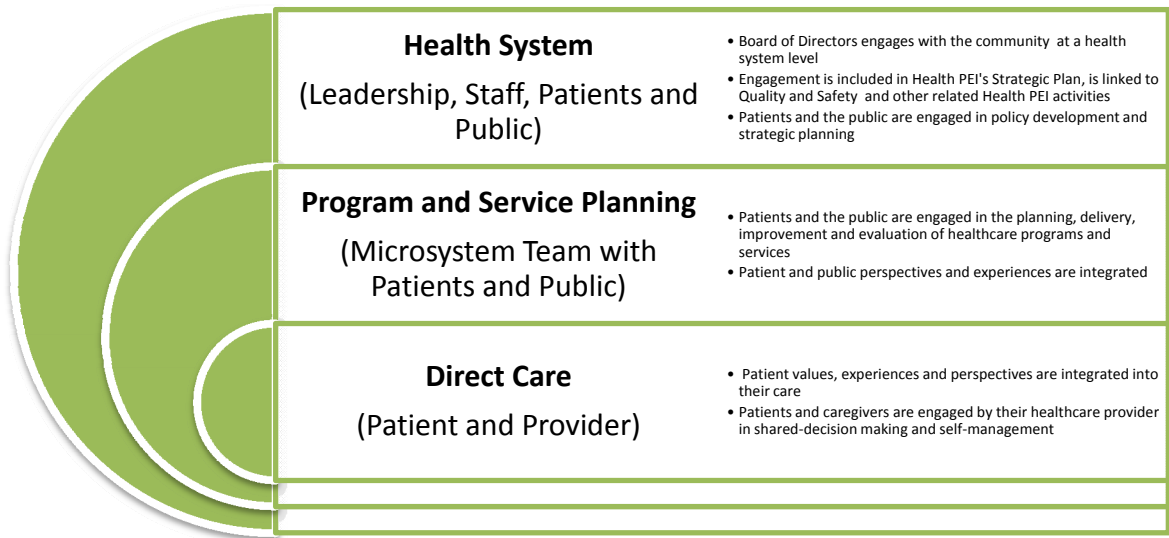 Health System
(Leadership, Staff, Patients and
Public)
• Board of Directors engages with the community at a health
system level
• Engagement is included in Health PEI's Strategic Plan, is linked to
Quality and Safety and other related Health PEI activities
• Patients and the public are engaged in policy development and
strategic planning
Program and Service Planning
(Microsystem Team with
Patients and Public)
• Patients and the public are engaged in the planning, delivery,
improvement and evaluation of healthcare programs and
services
• Patient and public perspectives and experiences are integrated
Direct Care
(Patient and Provider)
• Patient values, experiences and perspectives are integrated into
their care
• Patients and caregivers are engaged by their healthcare provider
in shared-decision making and self-management